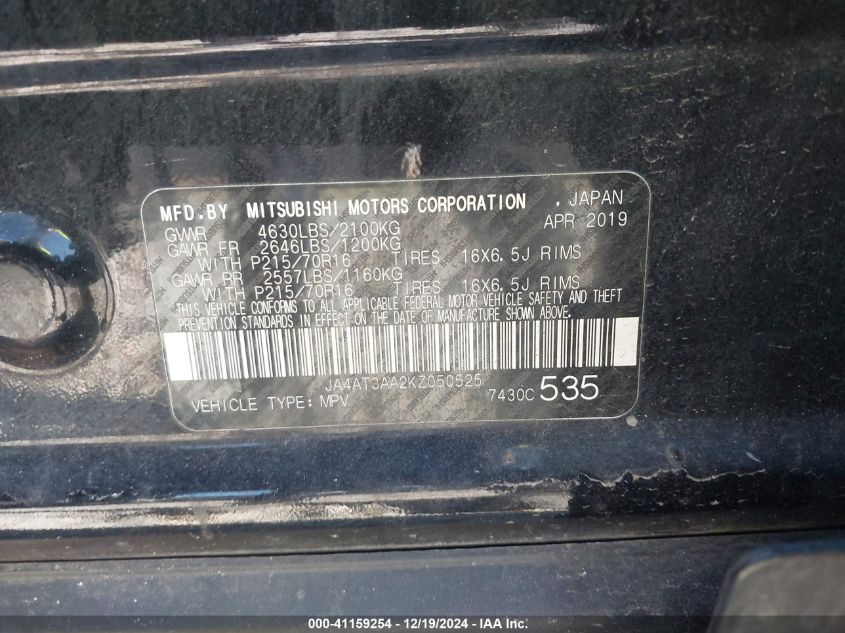 MFD.BY MITSUBISHI MOTORS CORPORATION . JAPAN
GVWR 4630LBS/2100KG APR 2019
GAWR FR 2646LBS/1200KG
WITH P215/70R16 TIRES 16X6.5J RIMS
GAWR RR 2557LBS/1160KG
WITH P215/70R16 TIRES 16X6.5J RIMS
THIS VEHICLE CONFORMS TO ALL APPLICABLE FEDERAL MOTOR VEHICLE SAFETY AND THEFT
PREVENTION STANDARDS IN EFFECT ON THE DATE OF MANUFACTURE SHOWN ABOVE.
JA4AT3AA2KZ050525
VEHICLE TYPE: MPV 7430C 535
000-41159254 - 12/19/2024 - IAA Inc.